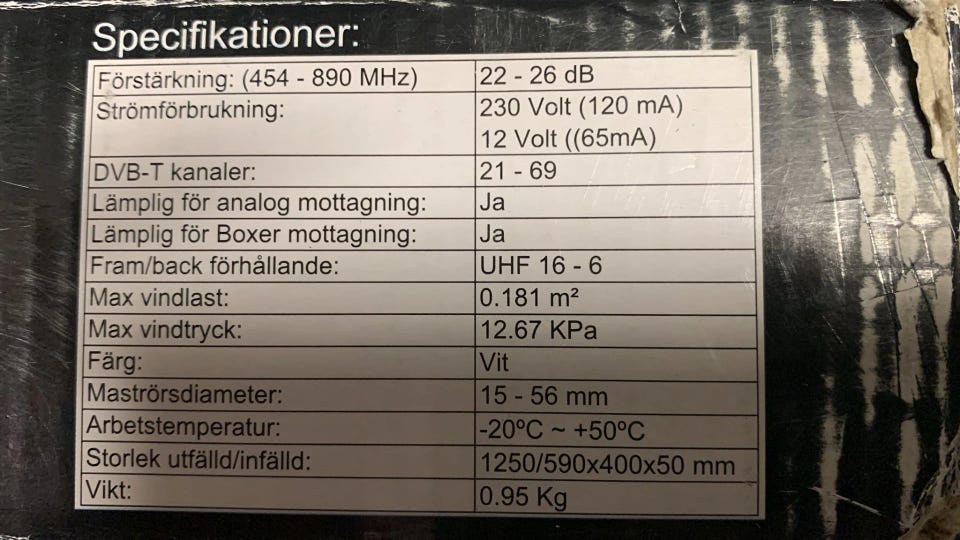 Specifikationer:
Förstärkning: (454 - 890 MHz) 22 - 26 dB
Strömförbrukning: 230 Volt (120 mA)
12 Volt ((65mA)
DVB-T kanaler: 21 - 69
Lämplig för analog mottagning: Ja
Lämplig för Boxer mottagning: Ja
Fram/back förhållande: UHF 16 - 6
Max vindlast: 0.181 m²
Max vindtryck: 12.67 KPa
Färg: Vit
Maströrsdiameter: 15 - 56 mm
Arbetstemperatur: -20ºC ~ +50ºC
Storlek utfälld/infälld: 1250/590x400x50 mm
Vikt: 0.95 Kg